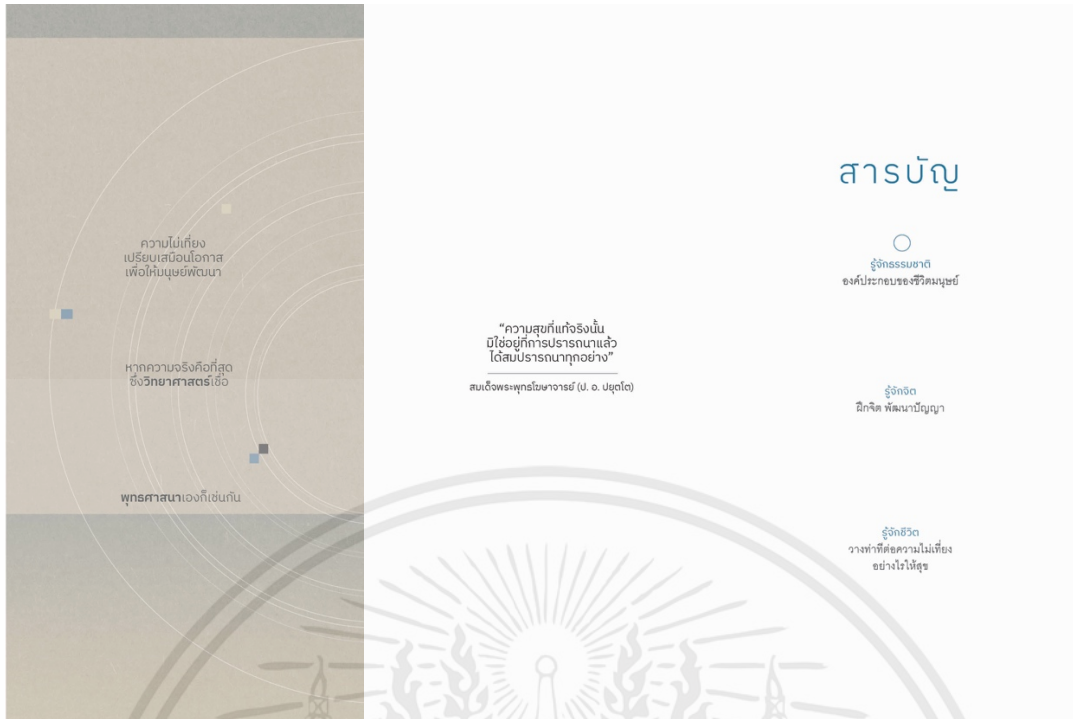 ความไม่เที่ยง
เปรียบเสมือนโอกาส
เพื่อให้มนุษย์พัฒนา
หากความจริงคือที่สุด
ซึ่งวิทยาศาสตร์เชื่อ
พุทธศาสนาเองก็เช่นกัน
“ความสุขที่แท้จริงนั้น
มิใช่อยู่ที่การปรารถนาแล้ว
ได้สมปรารถนาทุกอย่าง”
สมเด็จพระพุทธโฆษาจารย์ (ป. อ. ปยุตโต)
สารบัญ
รู้จักธรรมชาติ
องค์ประกอบของชีวิตมนุษย์
รู้จักจิต
ฝึกจิต พัฒนาปัญญา
รู้จักชีวิต
วางท่าทีต่อความไม่เที่ยง
อย่างไรให้สุข